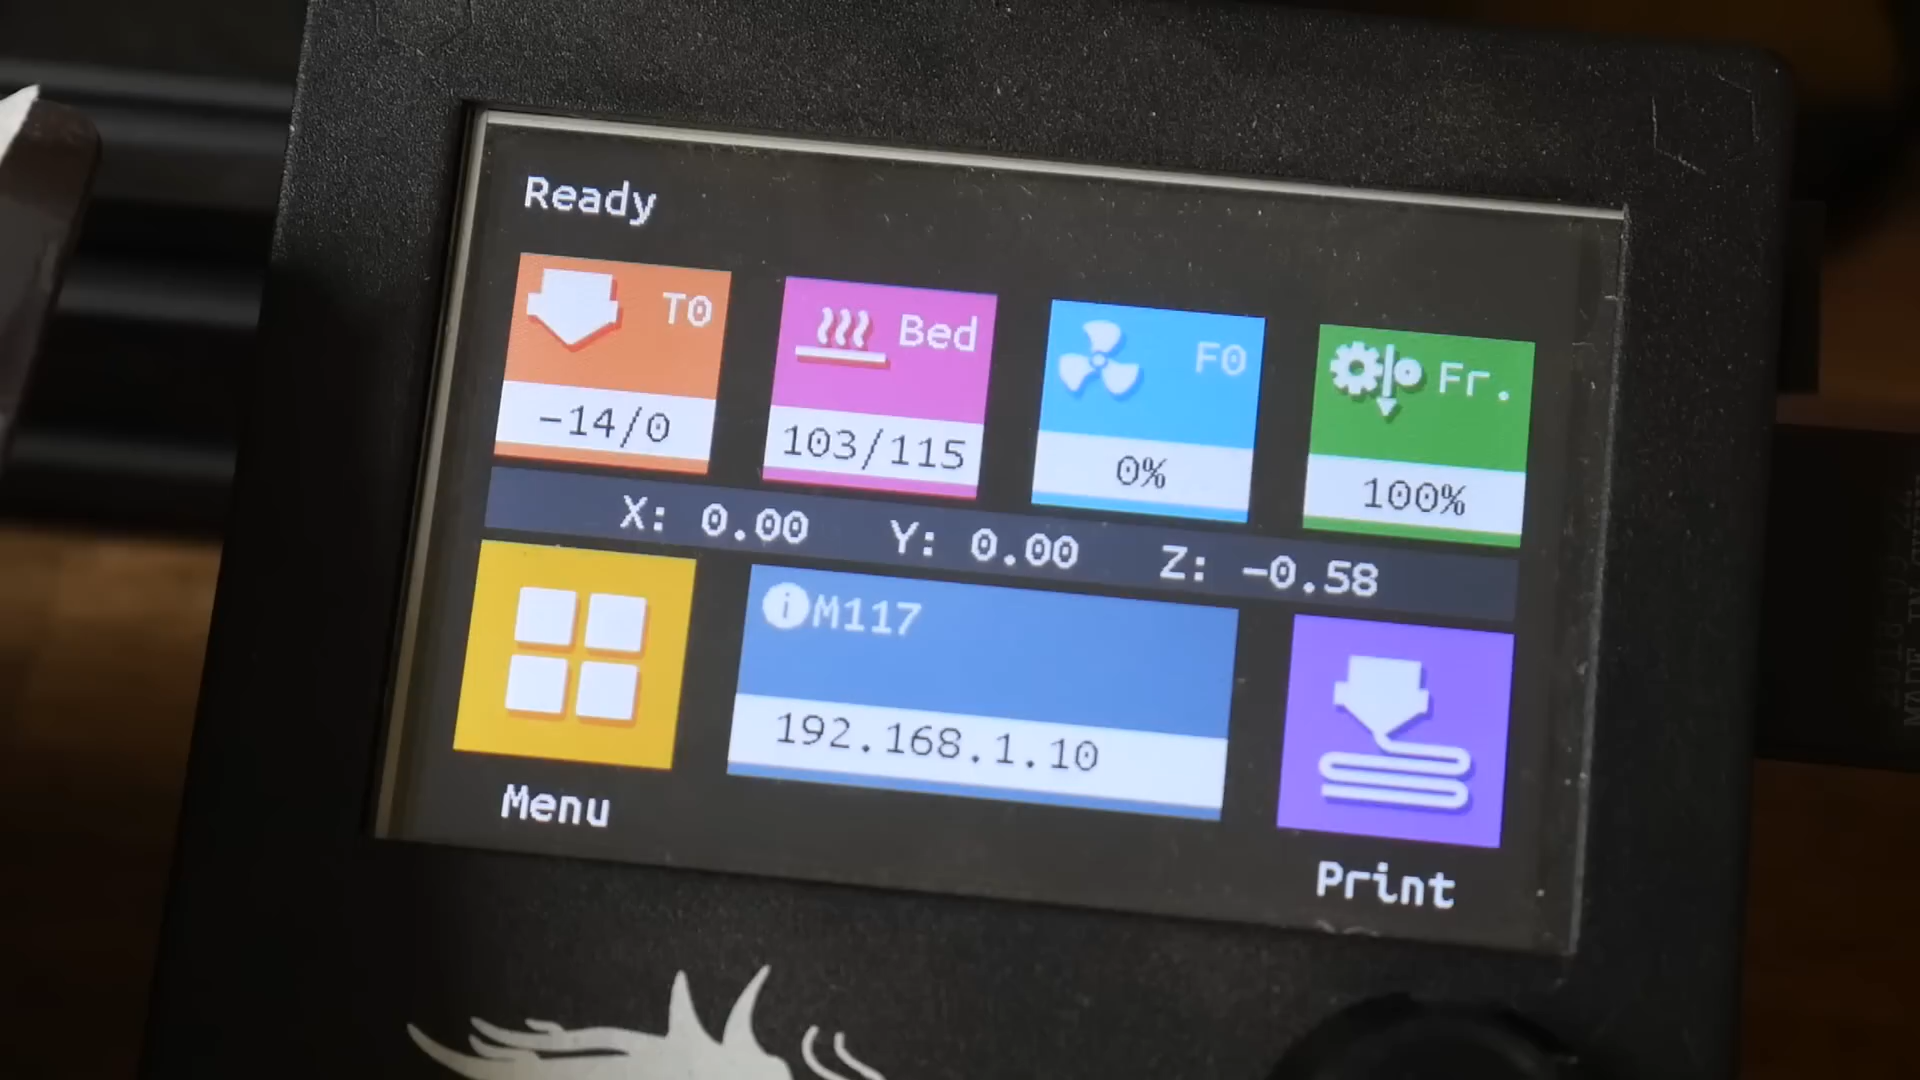 Ready
T0
Bed
F0
Fr.
-14/0
103/115
0%
100%
X: 0.00 Y: 0.00 Z: -0.58
M117
192.168.1.10
Menu
Print